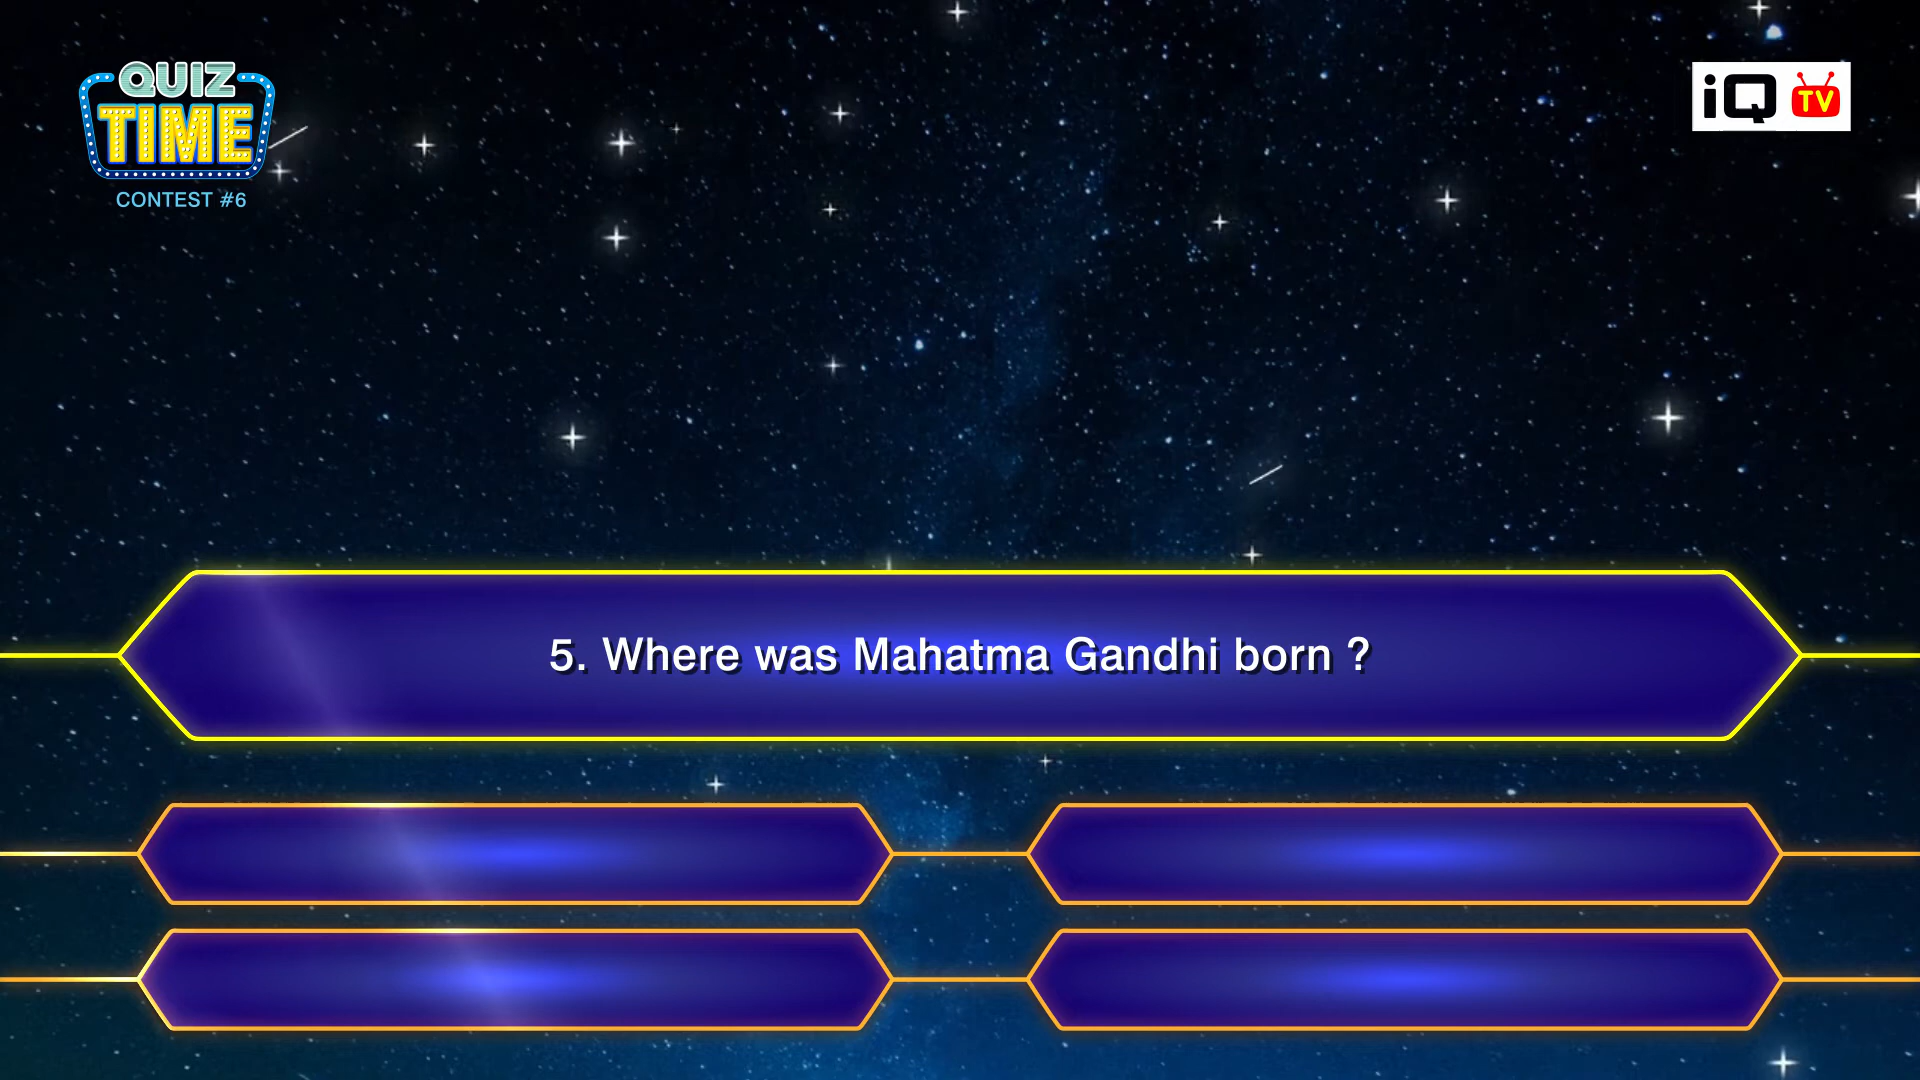 QUIZ
TIME
CONTEST #6
iQ TV
5. Where was Mahatma Gandhi born ?